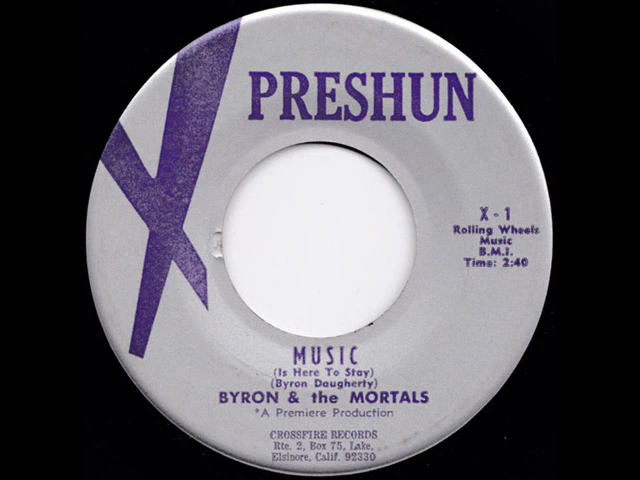 X PRESHUN
X - 1
Rolling Wheels
Music
B.M.I.
Time: 2:40
MUSIC
(Is Here To Stay)
(Byron Daugherty)
BYRON & the MORTALS
*A Premiere Production
CROSSFIRE RECORDS
Rte. 2, Box 75, Lake,
Elsinore, Calif. 92330